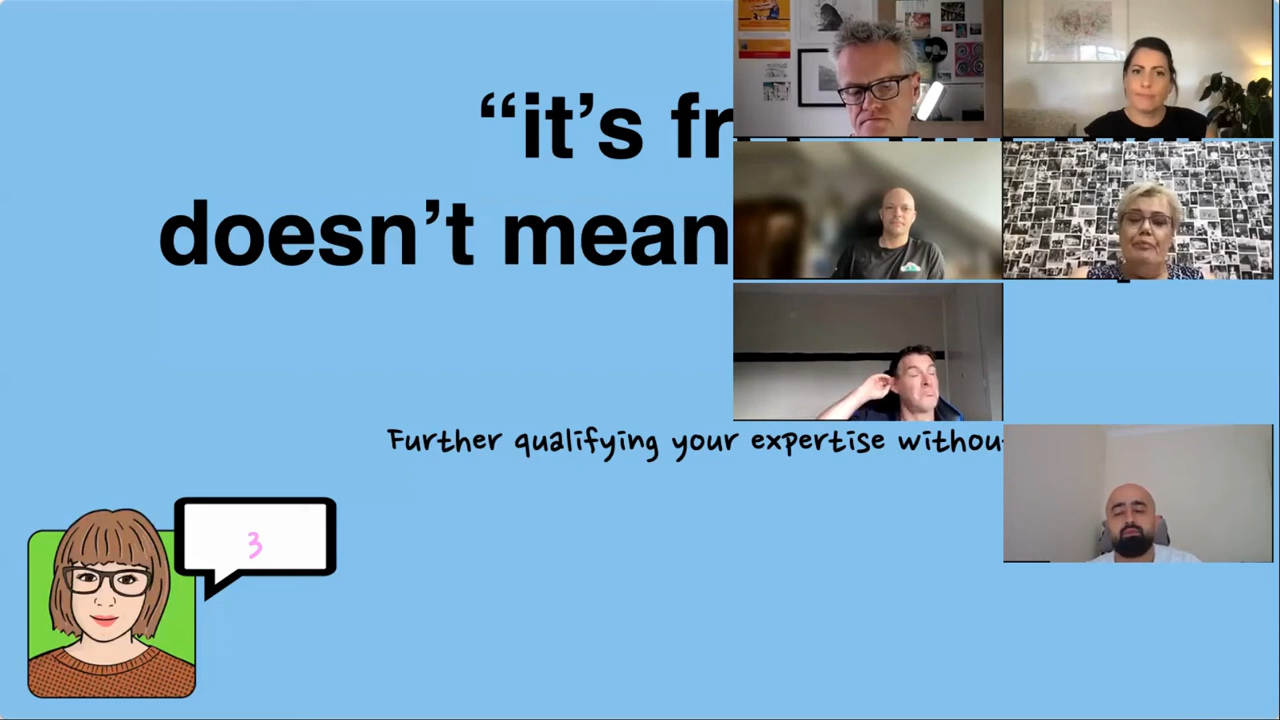 “it’s fr
doesn’t mean
Further qualifying your expertise withou
3